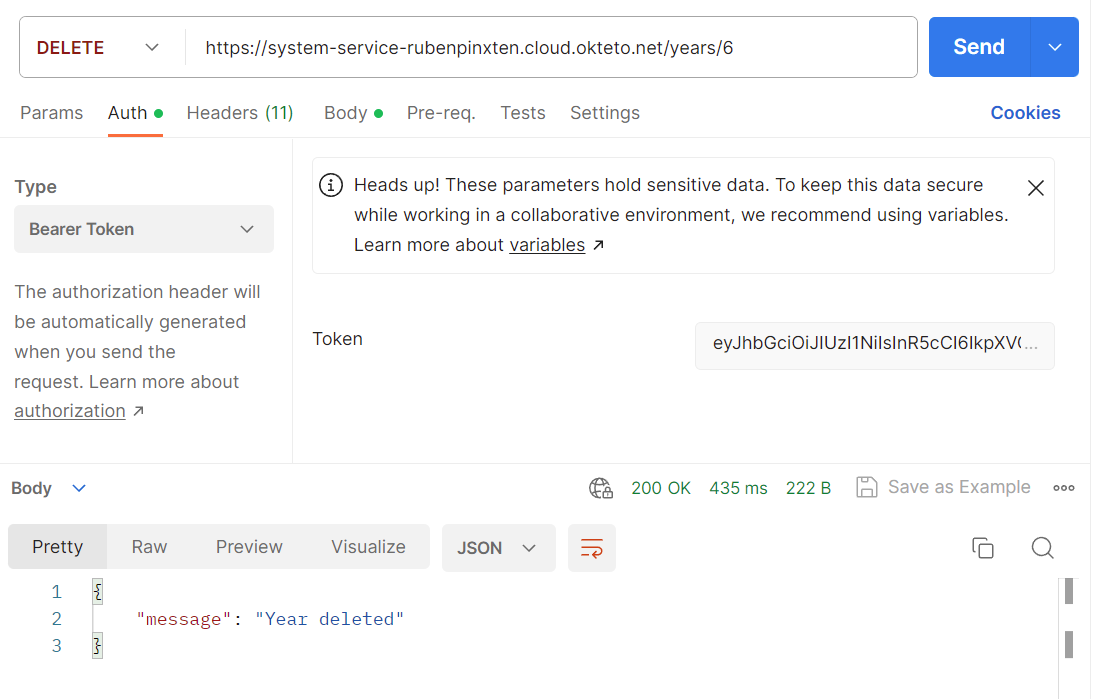 DELETE
https://system-service-rubenpinxten.cloud.okteto.net/years/6
Send
Params
Auth
Headers (11)
Body
Pre-req.
Tests
Settings
Cookies
Type
Bearer Token
The authorization header will
be automatically generated
when you send the
request. Learn more about
authorization ↗
Heads up! These parameters hold sensitive data. To keep this data secure
while working in a collaborative environment, we recommend using variables.
Learn more about variables ↗
Token
eyJhbGciOiJIUzI1NiIsInR5cCI6IkpXV...
Body
200 OK
435 ms
222 B
Save as Example
Pretty
Raw
Preview
Visualize
JSON
1 {
2 "message": "Year deleted"
3 }